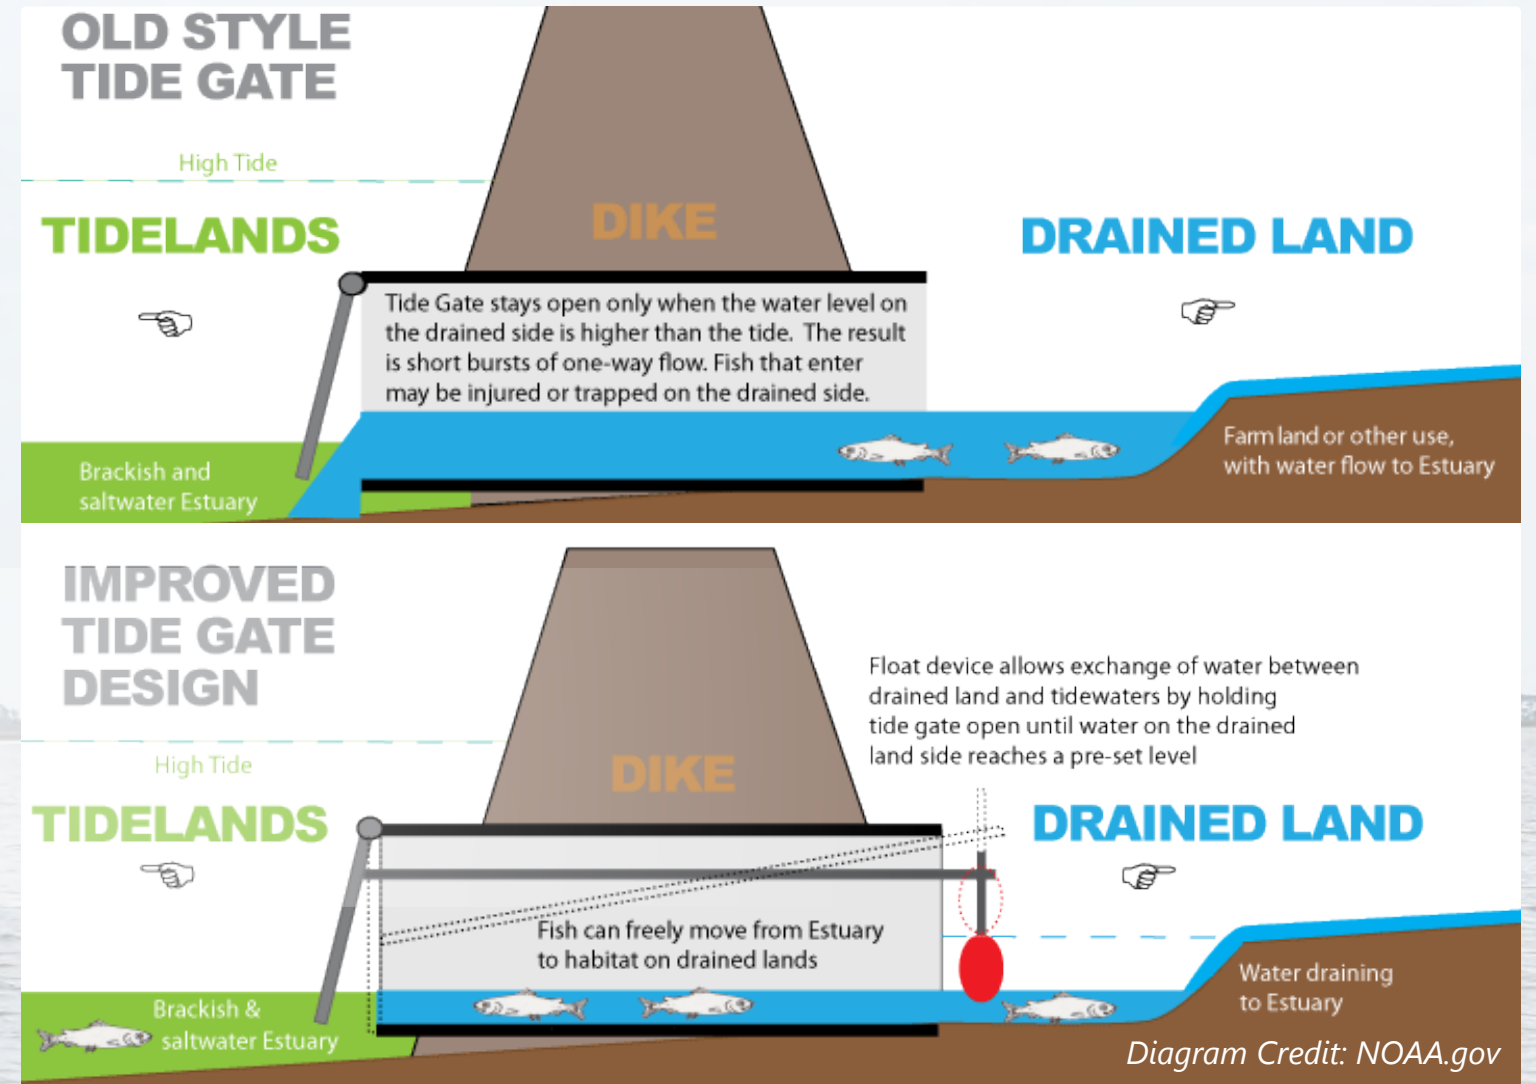 OLD STYLE
TIDE GATE
High Tide
TIDELANDS
DIKE
DRAINED LAND
Tide Gate stays open only when the water level on
the drained side is higher than the tide. The result
is short bursts of one-way flow. Fish that enter
may be injured or trapped on the drained side.
Brackish and
saltwater Estuary
Farm land or other use,
with water flow to Estuary
IMPROVED
TIDE GATE
DESIGN
Float device allows exchange of water between
drained land and tidewaters by holding
tide gate open until water on the drained
land side reaches a pre-set level
High Tide
TIDELANDS
DIKE
DRAINED LAND
Fish can freely move from Estuary
to habitat on drained lands
Brackish &
saltwater Estuary
Water draining
to Estuary
Diagram Credit: NOAA.gov